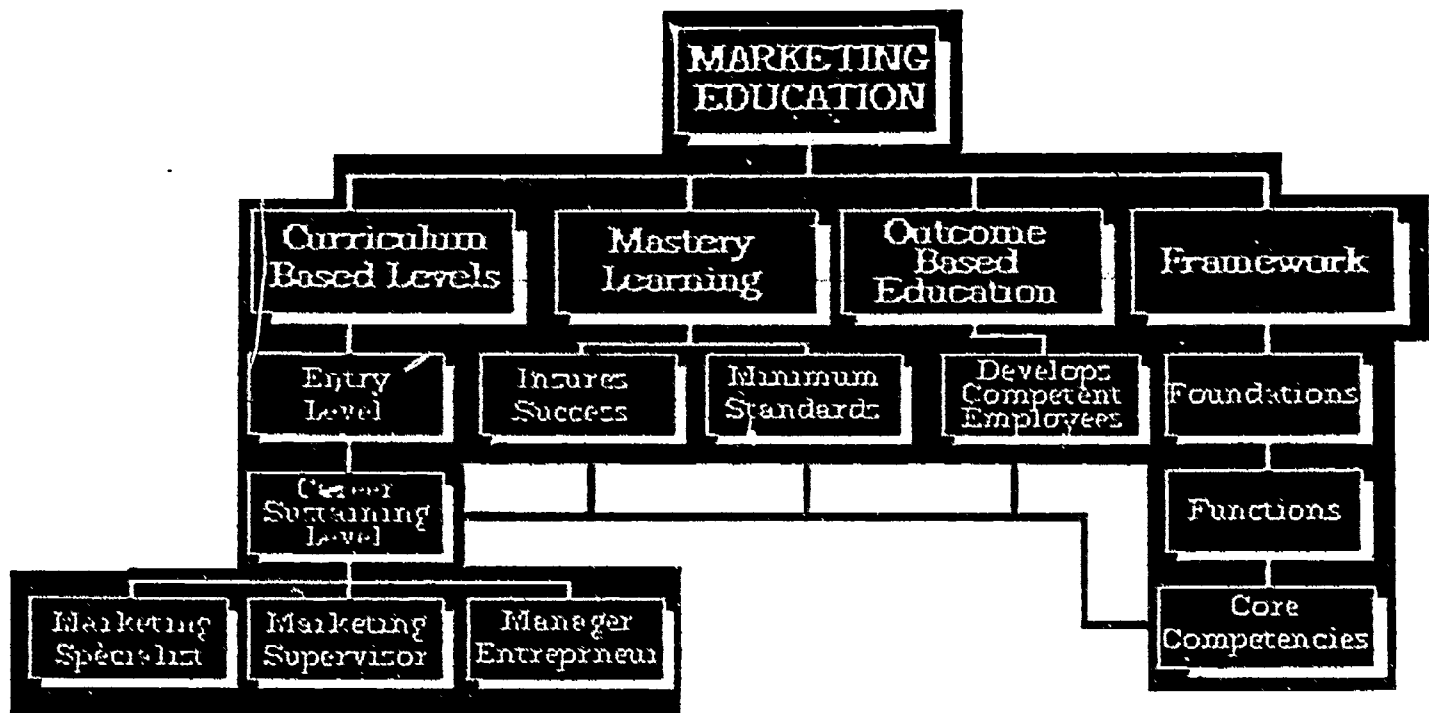 MARKETING
EDUCATION
Curriculum
Based Levels
Mastery
Learning
Outcome
Based
Education
Framework
Entry
Level
Insures
Success
Minimum
Standards
Develops
Competent
Employees
Foundations
Career
Sustaining
Level
Functions
Marketing
Specialist
Marketing
Supervisor
Manager
Entreprneur
Core
Competencies